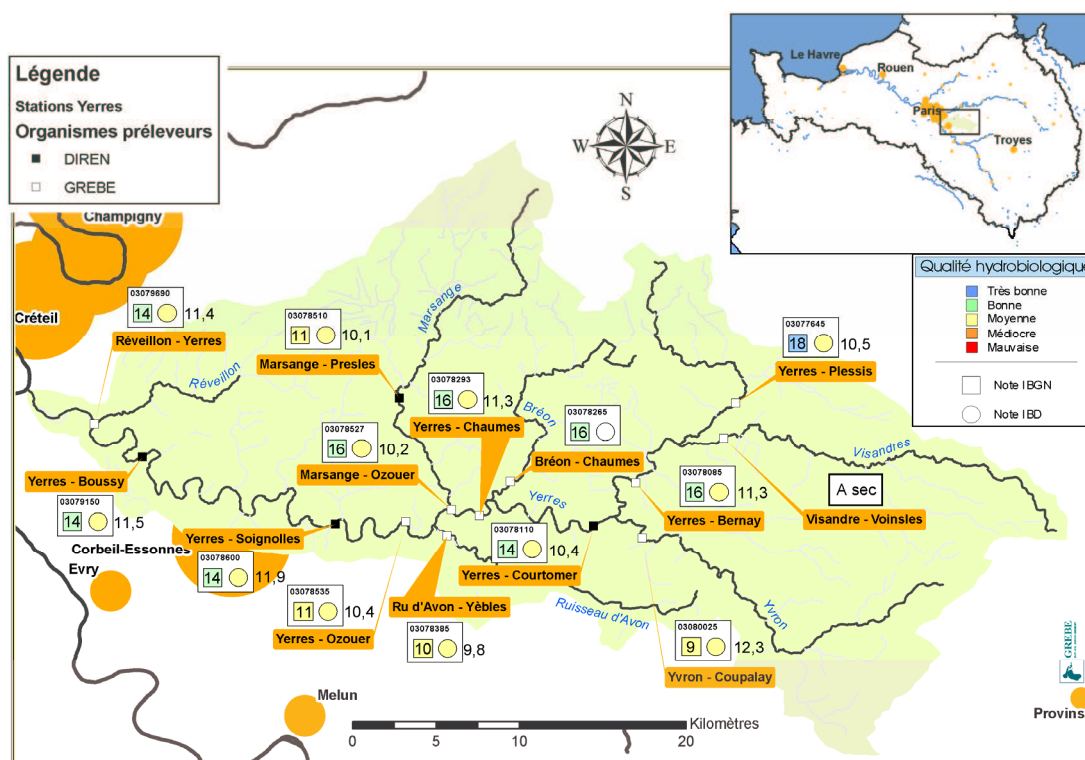 Légende
Stations Yerres
Organismes préleveurs
DIREN
GREBE
N
W
E
S
Le Havre
Rouen
Paris
Troyes
Qualité hydrobiologique
Très bonne
Bonne
Moyenne
Médiocre
Mauvaise
Note IBGN
Note IBD
Champigny
Créteil
03079690
14
11,4
Réveillon - Yerres
Réveillon
03078510
11
10,1
Marsange - Presles
Marsange
03078293
16
11,3
Yerres - Chaumes
Bréon
03078265
16
Bréon - Chaumes
03077645
18
10,5
Yerres - Plessis
03078527
16
10,2
Marsange - Ozouer
Visandres
A sec
Visandre - Voinsles
03078085
16
11,3
Yerres - Bernay
Yerres
Yerres - Boussy
03079150
14
11,5
Corbeil-Essonnes
Evry
Yerres - Soignolles
03078600
14
11,9
03078110
14
10,4
Yerres - Courtomer
03078535
11
10,4
Yerres - Ozouer
Ru d'Avon - Yèbles
03078385
10
9,8
Ruisseau d'Avon
Yvron
03080025
9
12,3
Yvron - Coupalay
GREBE
Melun
Provins
Kilomètres
0 5 10 20